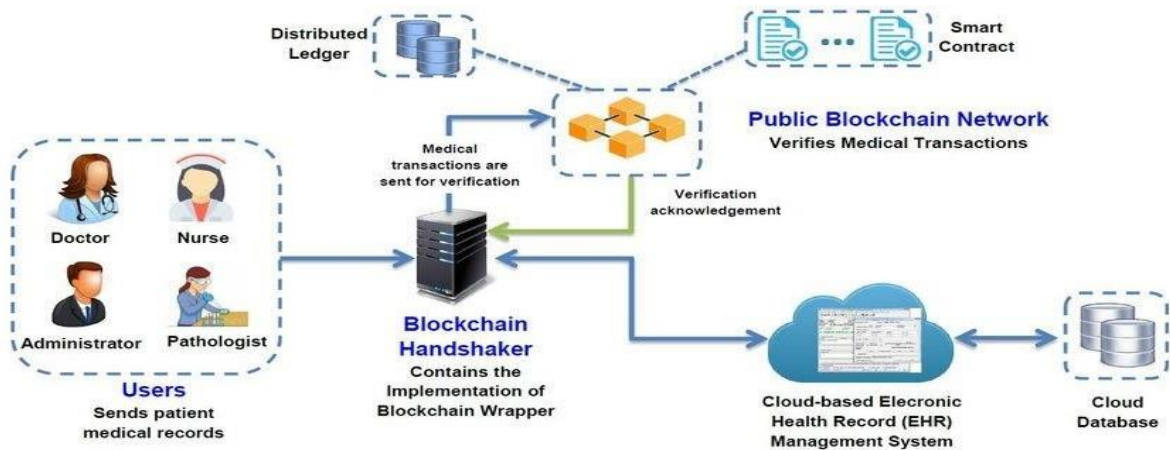 Distributed
Ledger
Smart
Contract
Public Blockchain Network
Verifies Medical Transactions
Medical
transactions are
sent for verification
Verification
acknowledgement
Doctor
Nurse
Administrator
Pathologist
Users
Sends patient
medical records
Blockchain
Handshaker
Contains the
Implementation of
Blockchain Wrapper
Cloud-based Elecronic
Health Record (EHR)
Management System
Cloud
Database